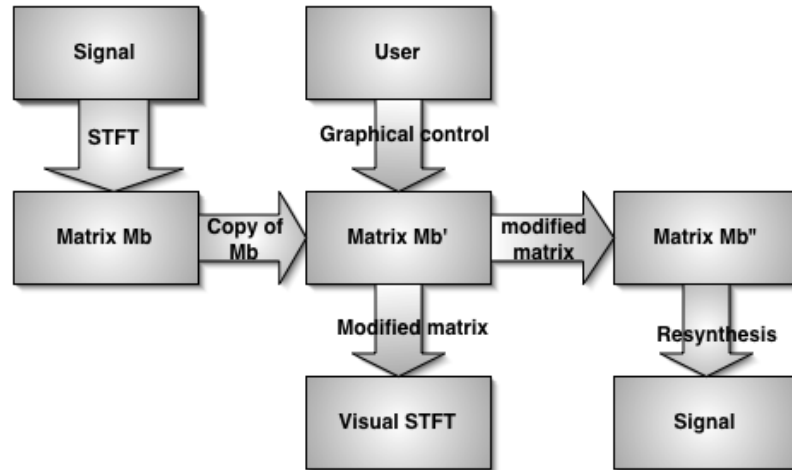 Signal
User
STFT
Graphical control
Matrix Mb
Copy of
Mb
Matrix Mb'
modified
matrix
Matrix Mb"
Modified matrix
Resynthesis
Visual STFT
Signal